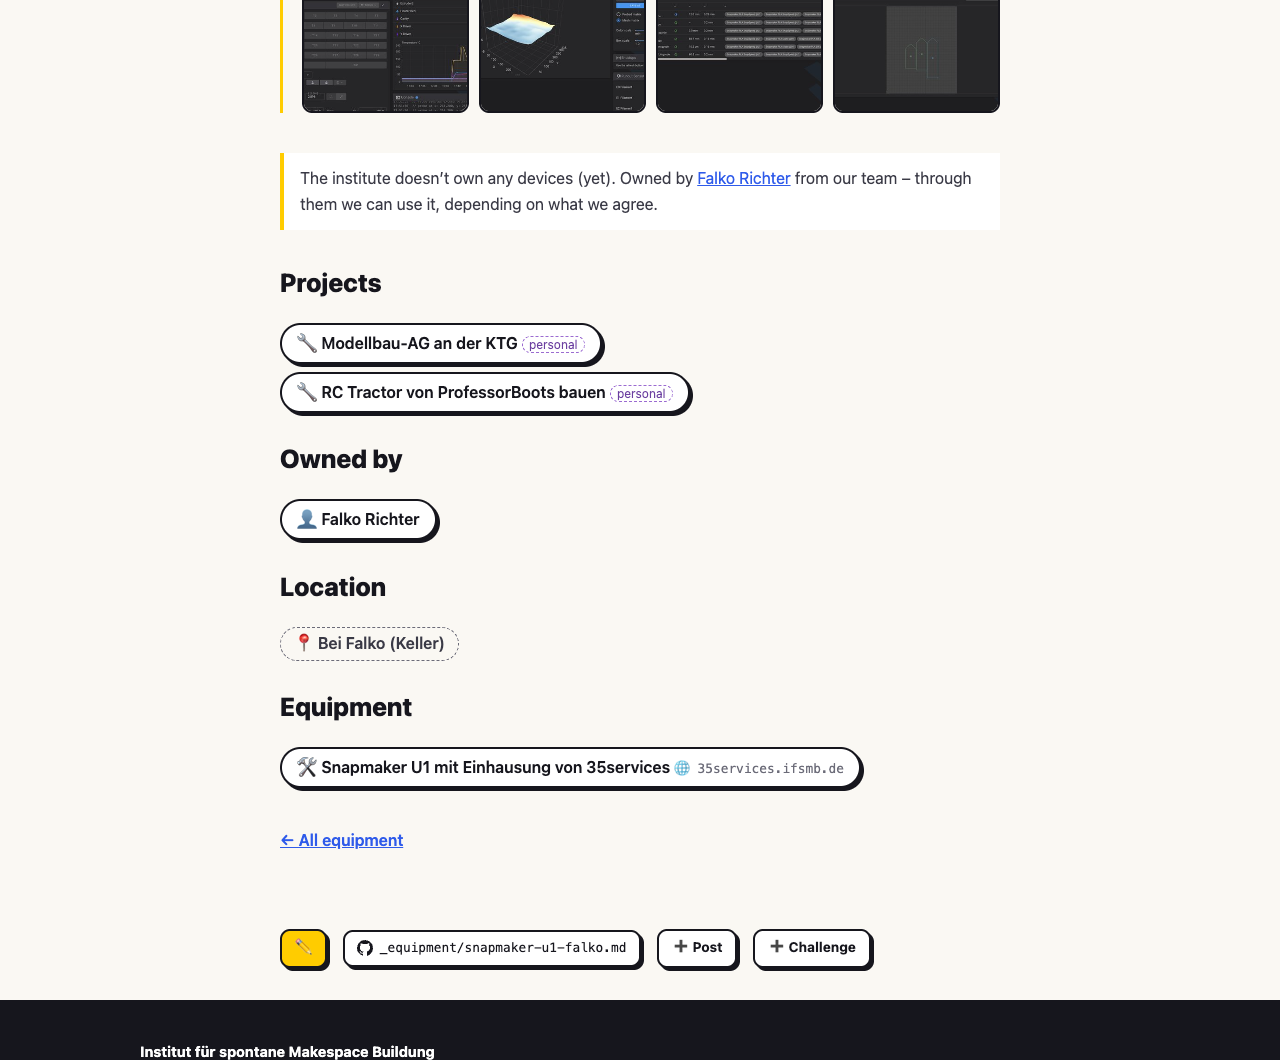 The institute doesn’t own any devices (yet). Owned by Falko Richter from our team – through
them we can use it, depending on what we agree.
Projects
Modellbau-AG an der KTG personal
RC Tractor von ProfessorBoots bauen personal
Owned by
Falko Richter
Location
Bei Falko (Keller)
Equipment
Snapmaker U1 mit Einhausung von 35services 35services.ifsmb.de
← All equipment
_equipment/snapmaker-u1-falko.md
+ Post
+ Challenge
Institut für spontane Makespace Buildung